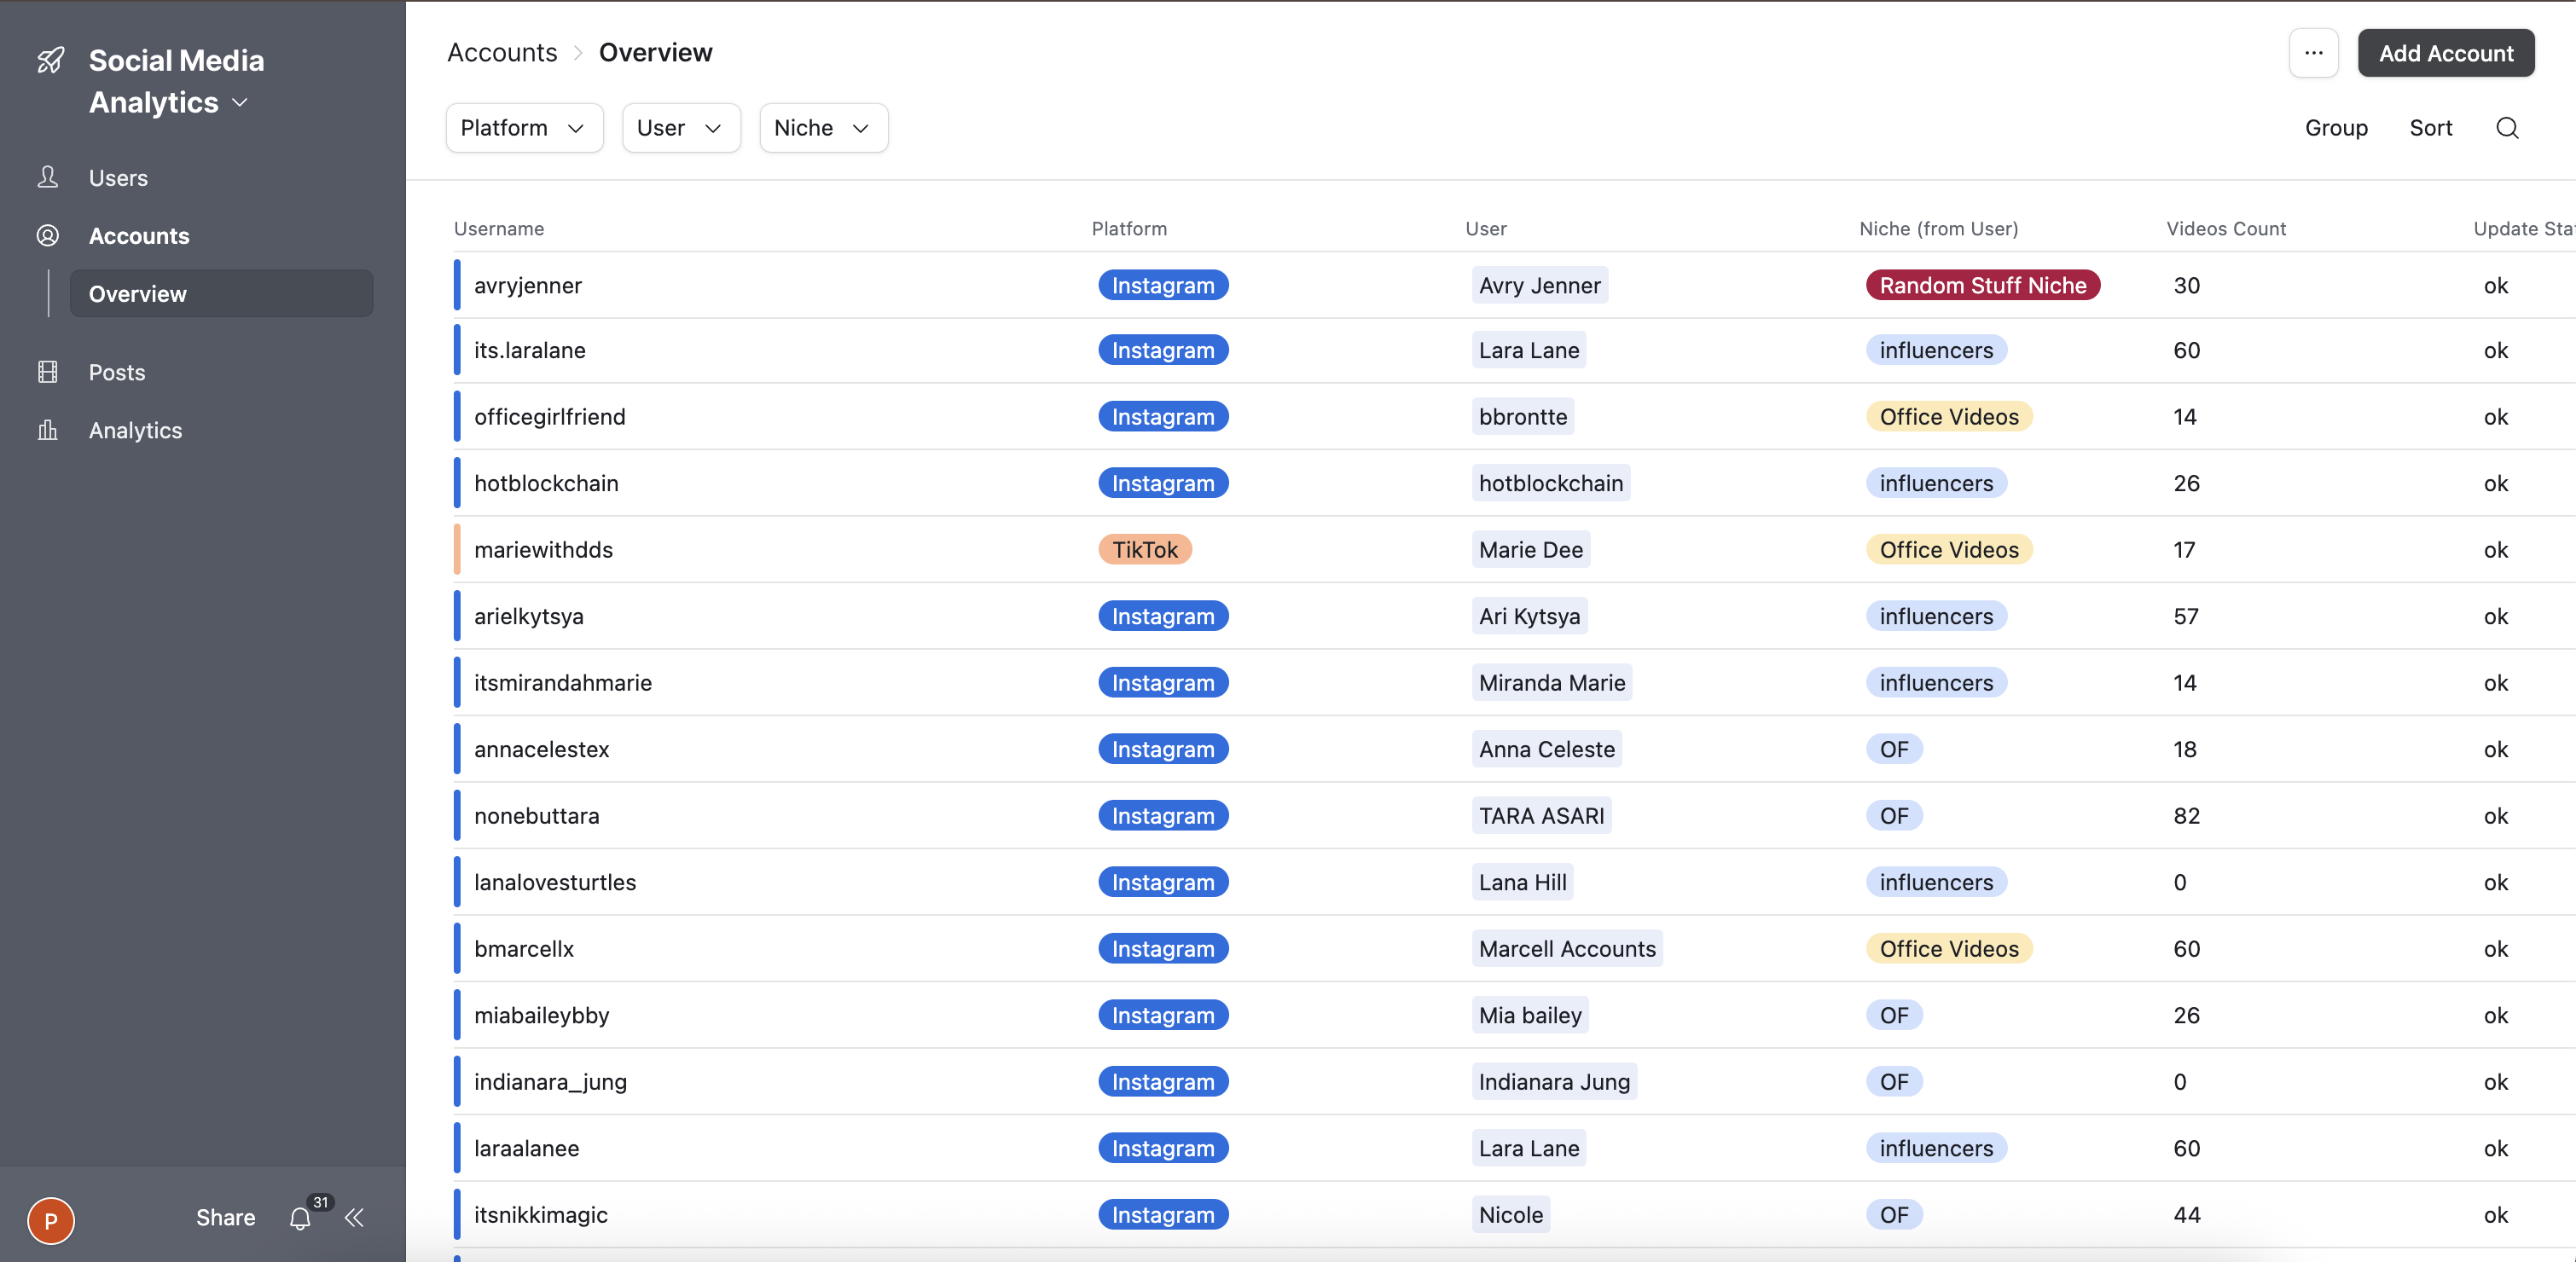 Social Media
Analytics
Users
Accounts
Overview
Posts
Analytics
P
Share
31
Accounts Overview
... Add Account
Platform User Niche
Group Sort
Username Platform User Niche (from User) Videos Count Update Sta
avryjenner Instagram Avry Jenner Random Stuff Niche 30 ok
its.laralane Instagram Lara Lane influencers 60 ok
officegirlfriend Instagram bbrontte Office Videos 14 ok
hotblockchain Instagram hotblockchain influencers 26 ok
mariewithdds TikTok Marie Dee Office Videos 17 ok
arielkytsya Instagram Ari Kytsya influencers 57 ok
itsmirandahmarie Instagram Miranda Marie influencers 14 ok
annacelestex Instagram Anna Celeste OF 18 ok
nonebuttara Instagram TARA ASARI OF 82 ok
lanalovesturtles Instagram Lana Hill influencers 0 ok
bmarcellx Instagram Marcell Accounts Office Videos 60 ok
miabaileybby Instagram Mia bailey OF 26 ok
indianara_jung Instagram Indianara Jung OF 0 ok
laraalanee Instagram Lara Lane influencers 60 ok
itsnikkimagic Instagram Nicole OF 44 ok